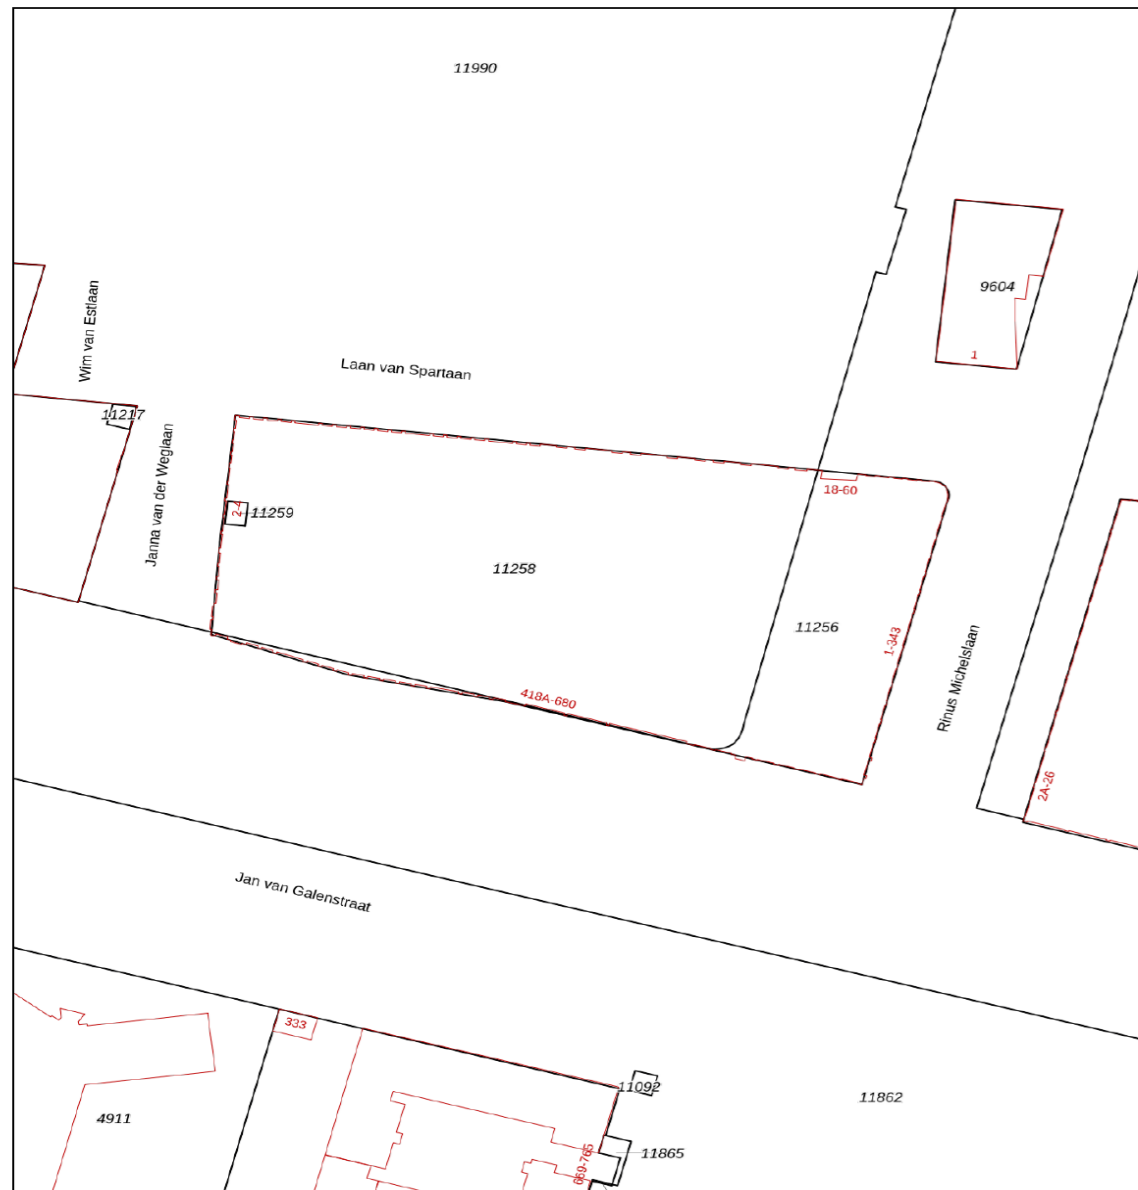 11990
9604
Wim van Estlaan
1
Laan van Spartaan
11217
Janna van der Weglaan
18-60
2-4
11259
11258
11256
1-343
Rinus Michelslaan
418A-680
2A-26
Jan van Galenstraat
333
11092
11862
4911
11865
669-765